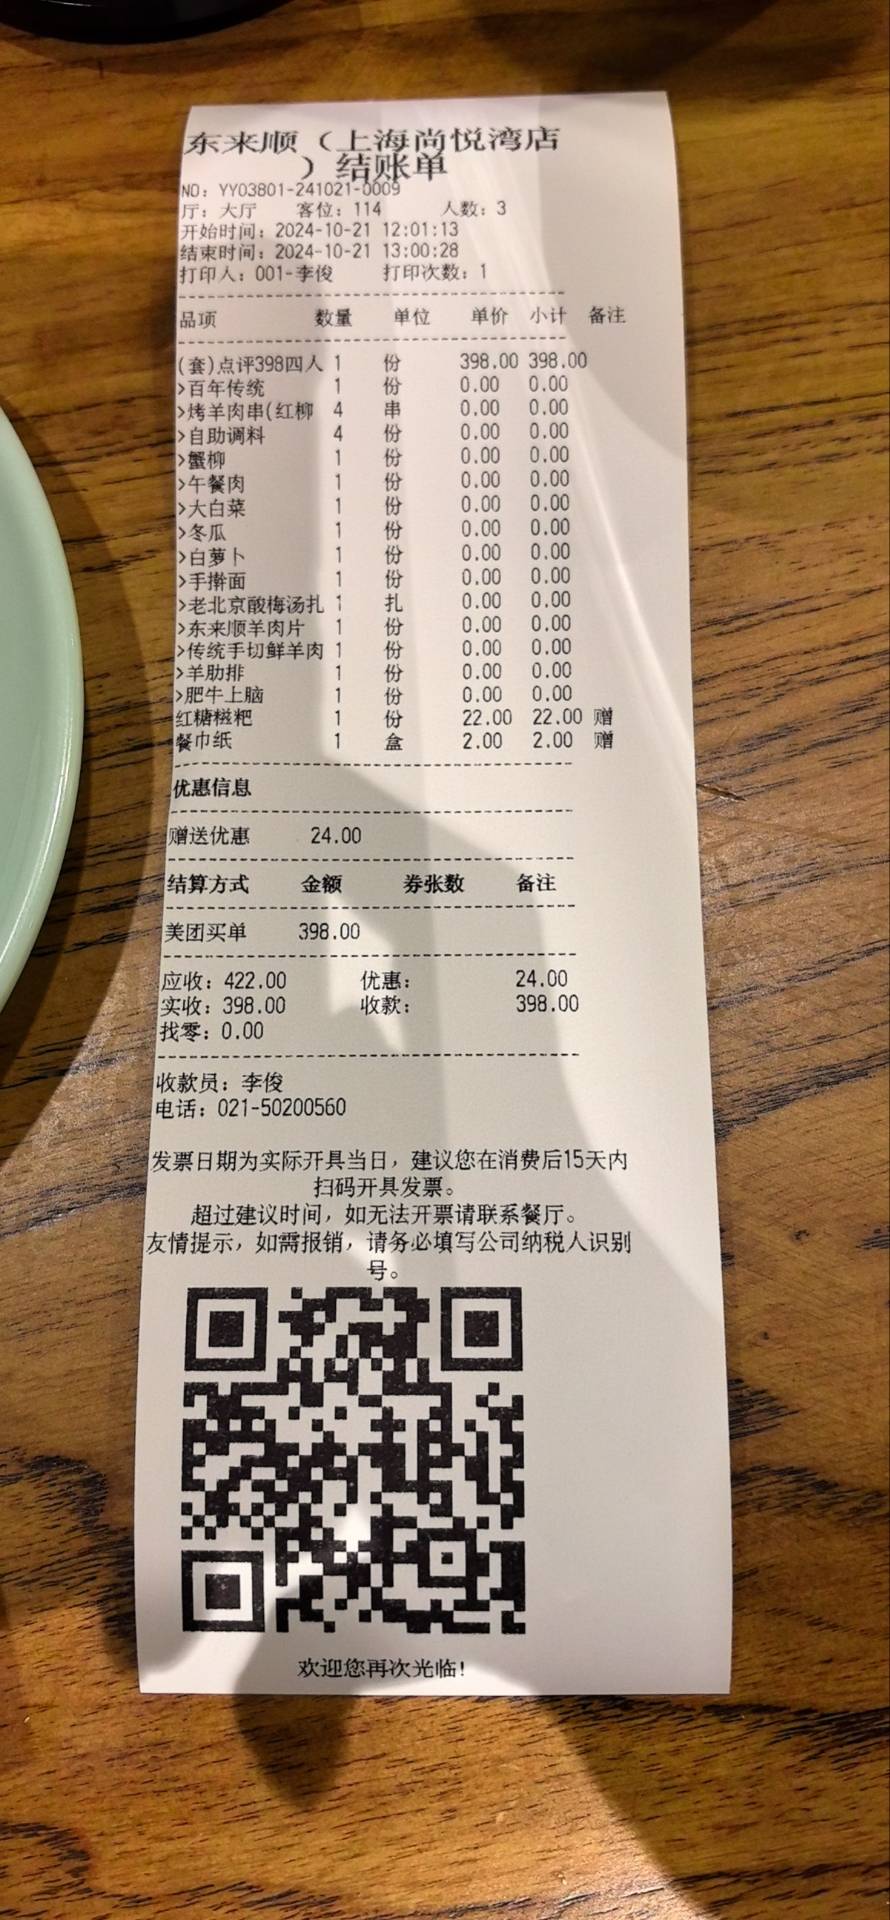 东来顺（上海尚悦湾店
）结账单
NO: YY03801-241021-0009
厅: 大厅 客位: 114 人数: 3
开始时间: 2024-10-21 12:01:13
结束时间: 2024-10-21 13:00:28
打印人: 001-李俊 打印次数: 1
品项 数量 单位 单价 小计 备注
(套)点评398四人 1 份 398.00 398.00
>百年传统 1 份 0.00 0.00
>烤羊肉串(红柳 4 串 0.00 0.00
>自助调料 4 份 0.00 0.00
>蟹柳 1 份 0.00 0.00
>午餐肉 1 份 0.00 0.00
>大白菜 1 份 0.00 0.00
>冬瓜 1 份 0.00 0.00
>白萝卜 1 份 0.00 0.00
>手擀面 1 份 0.00 0.00
>老北京酸梅汤扎 1 扎 0.00 0.00
>东来顺羊肉片 1 份 0.00 0.00
>传统手切鲜羊肉 1 份 0.00 0.00
>羊肋排 1 份 0.00 0.00
>肥牛上脑 1 份 0.00 0.00
红糖糍粑 1 份 22.00 22.00 赠
餐巾纸 1 盒 2.00 2.00 赠
优惠信息
赠送优惠 24.00
结算方式 金额 券张数 备注
美团买单 398.00
应收: 422.00 优惠: 24.00
实收: 398.00 收款: 398.00
找零: 0.00
收款员: 李俊
电话: 021-50200560
发票日期为实际开具当日，建议您在消费后15天内
扫码开具发票。
超过建议时间，如无法开票请联系餐厅。
友情提示，如需报销，请务必填写公司纳税人识别
号。
欢迎您再次光临!